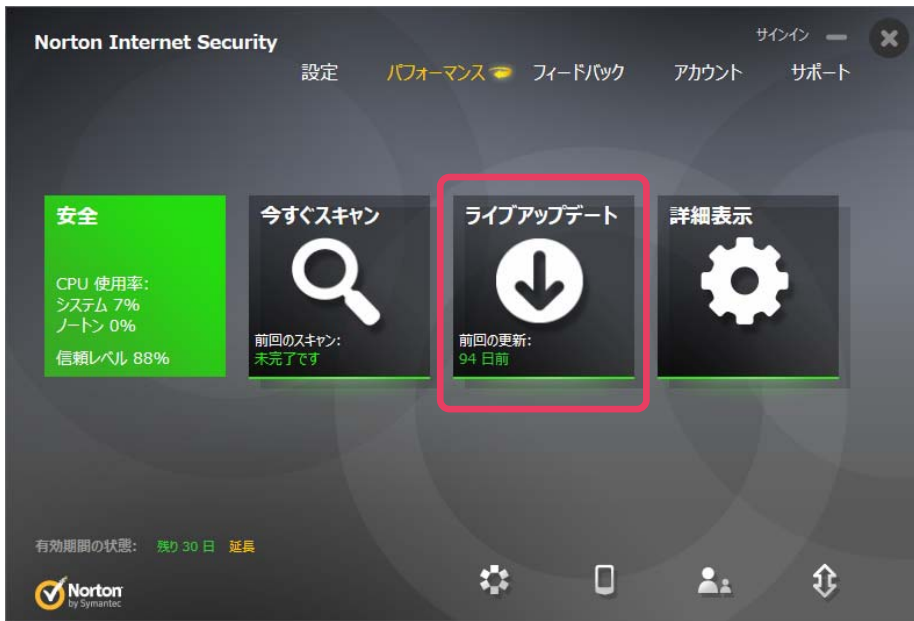 Norton Internet Security
サインイン
設定 パフォーマンス フィードバック アカウント サポート
安全
CPU 使用率:
システム 7%
ノートン 0%
信頼レベル 88%
今すぐスキャン
前回のスキャン:
未完了です
ライブアップデート
前回の更新:
94 日前
詳細表示
有効期間の状態: 残り 30 日 延長
Norton
by Symantec